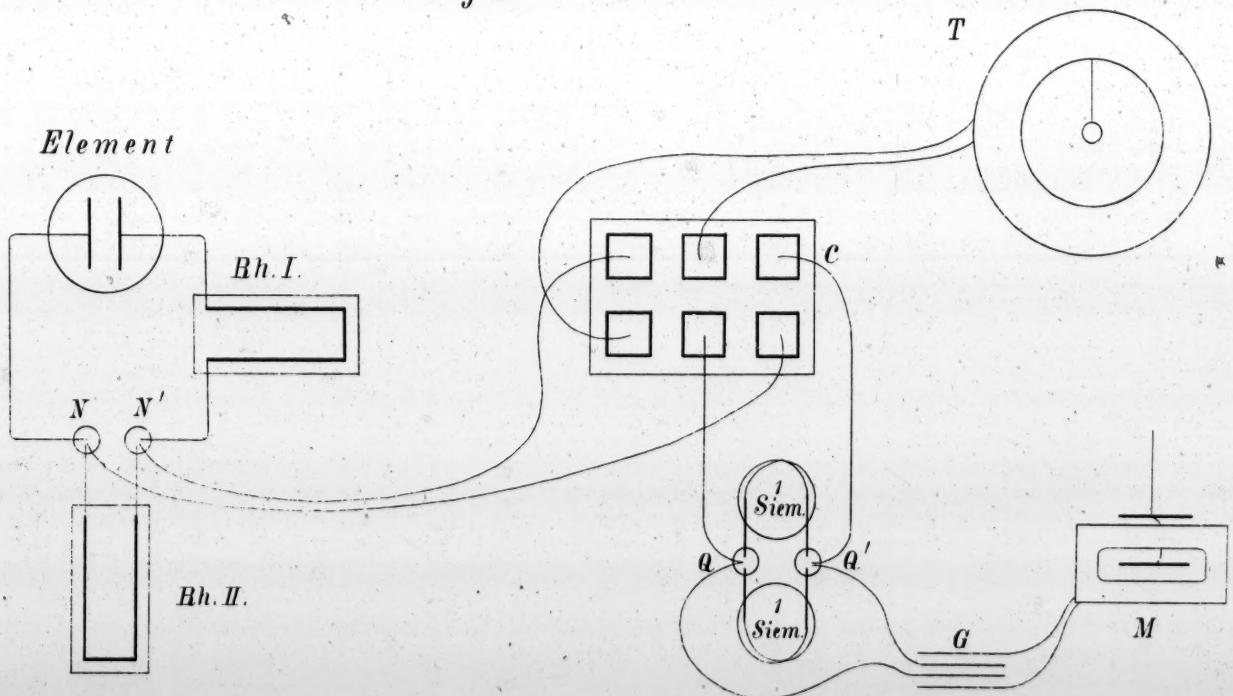 T
Element
Rh. I.
C
N N'
1
Siem.
Q Q'
Rh. II.
1
Siem.
G
M